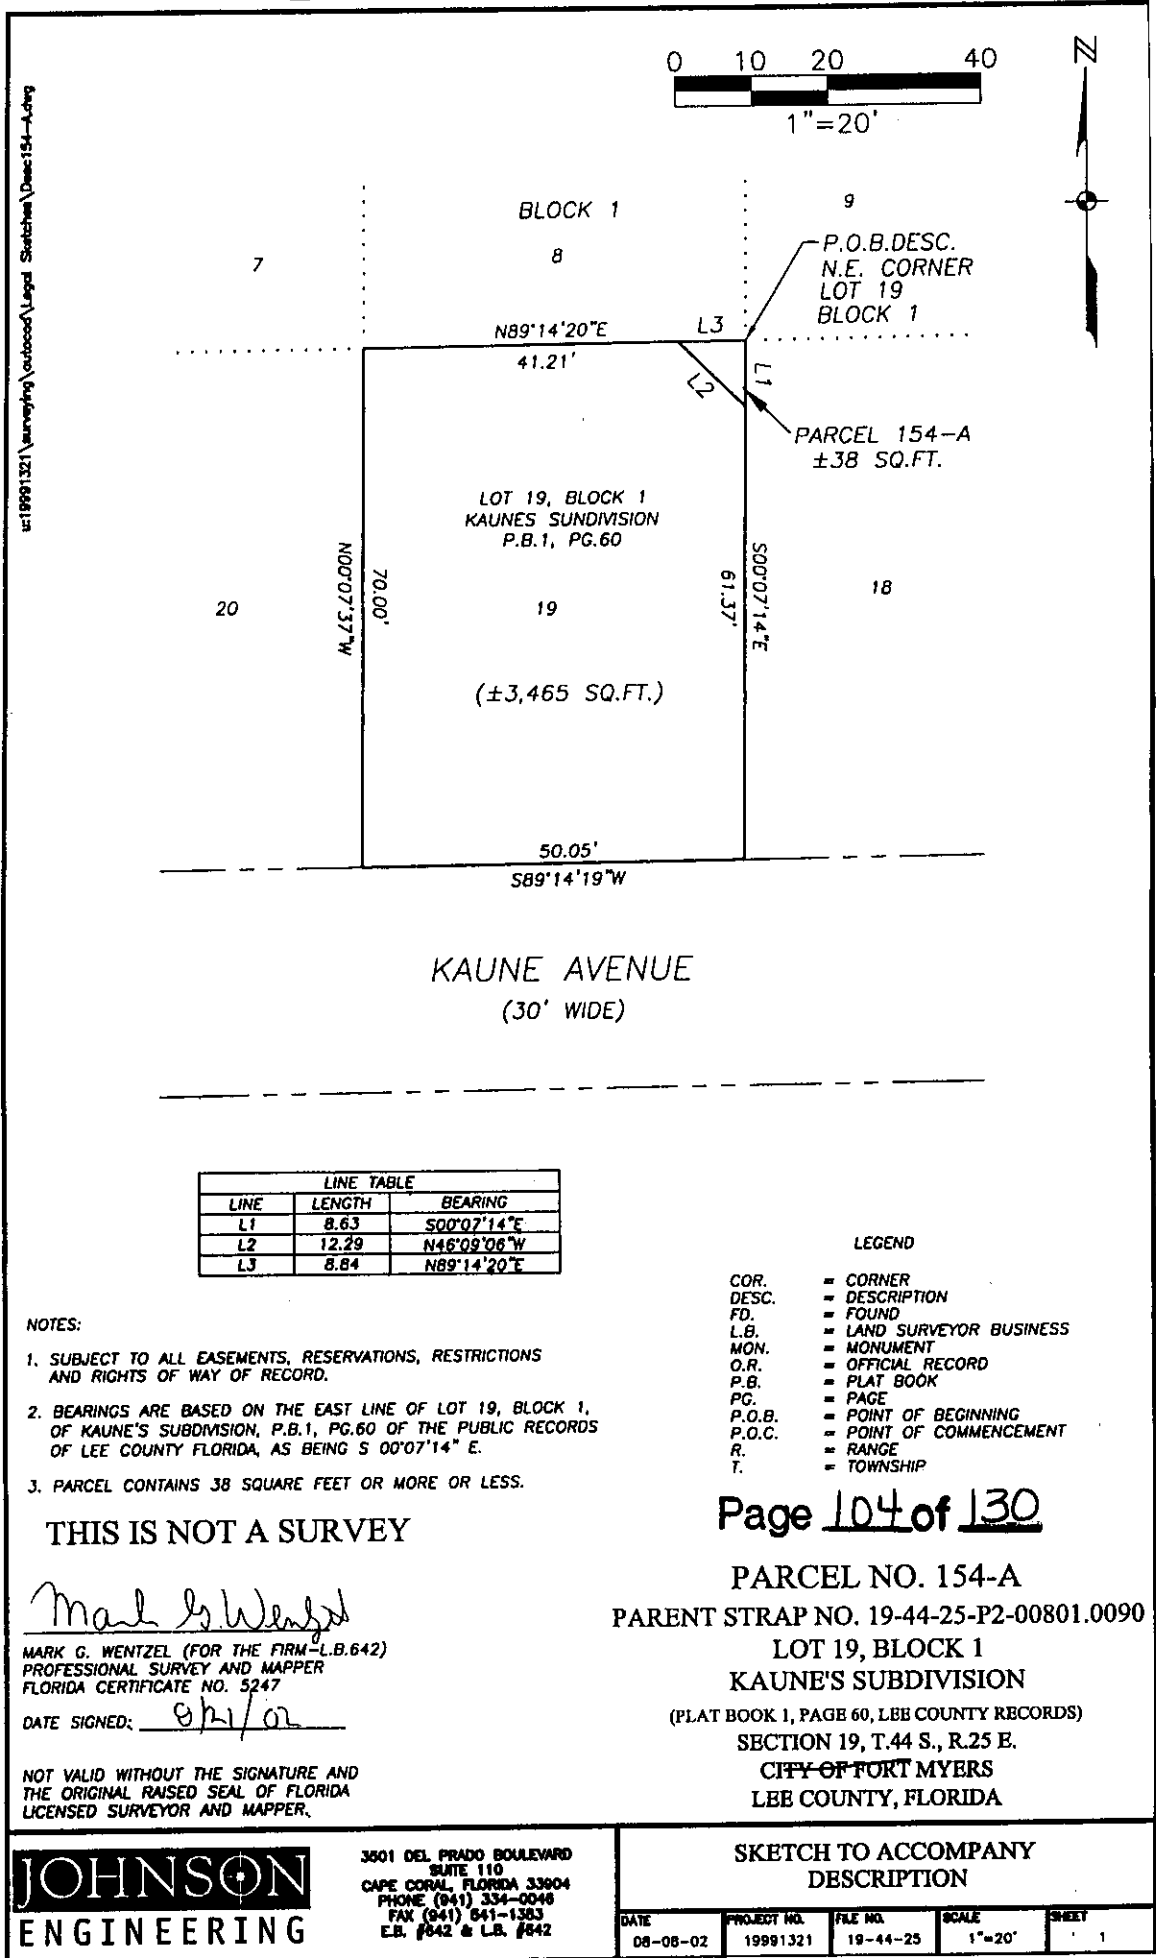 u:19991321\surveying\autocad\Legal Sketches\Desc154-A.dwg
0 10 20 40
1"=20'
N
BLOCK 1
7
8
9
P.O.B.DESC.
N.E. CORNER
LOT 19
BLOCK 1
N89°14'20"E
41.21'
L3
L2
L1
PARCEL 154-A
±38 SQ.FT.
LOT 19, BLOCK 1
KAUNES SUNDIVISION
P.B.1, PG.60
N00°07'37"W
70.00'
S00°07'14"E
61.37'
20
19
18
(±3,465 SQ.FT.)
50.05'
S89°14'19"W
KAUNE AVENUE
(30' WIDE)
LINE TABLE
LINE LENGTH BEARING
L1 8.63 S00°07'14"E
L2 12.29 N46°09'06"W
L3 8.84 N89°14'20"E
LEGEND
COR. = CORNER
DESC. = DESCRIPTION
FD. = FOUND
L.B. = LAND SURVEYOR BUSINESS
MON. = MONUMENT
O.R. = OFFICIAL RECORD
P.B. = PLAT BOOK
PG. = PAGE
P.O.B. = POINT OF BEGINNING
P.O.C. = POINT OF COMMENCEMENT
R. = RANGE
T. = TOWNSHIP
NOTES:
1. SUBJECT TO ALL EASEMENTS, RESERVATIONS, RESTRICTIONS
AND RIGHTS OF WAY OF RECORD.
2. BEARINGS ARE BASED ON THE EAST LINE OF LOT 19, BLOCK 1,
OF KAUNE'S SUBDIVISION, P.B.1, PG.60 OF THE PUBLIC RECORDS
OF LEE COUNTY FLORIDA, AS BEING S 00°07'14" E.
3. PARCEL CONTAINS 38 SQUARE FEET OR MORE OR LESS.
THIS IS NOT A SURVEY
Mark G. Wentzel
MARK G. WENTZEL (FOR THE FIRM-L.B.642)
PROFESSIONAL SURVEY AND MAPPER
FLORIDA CERTIFICATE NO. 5247
DATE SIGNED: 8/21/02
NOT VALID WITHOUT THE SIGNATURE AND
THE ORIGINAL RAISED SEAL OF FLORIDA
LICENSED SURVEYOR AND MAPPER.
Page 104 of 130
PARCEL NO. 154-A
PARENT STRAP NO. 19-44-25-P2-00801.0090
LOT 19, BLOCK 1
KAUNE'S SUBDIVISION
(PLAT BOOK 1, PAGE 60, LEE COUNTY RECORDS)
SECTION 19, T.44 S., R.25 E.
CITY OF FORT MYERS
LEE COUNTY, FLORIDA
JOHNSON
ENGINEERING
3501 DEL PRADO BOULEVARD
SUITE 110
CAPE CORAL, FLORIDA 33904
PHONE (941) 334-0046
FAX (941) 541-1383
E.B. #642 & L.B. #642
SKETCH TO ACCOMPANY
DESCRIPTION
DATE PROJECT NO. FILE NO. SCALE SHEET
08-06-02 19991321 19-44-25 1"=20' 1